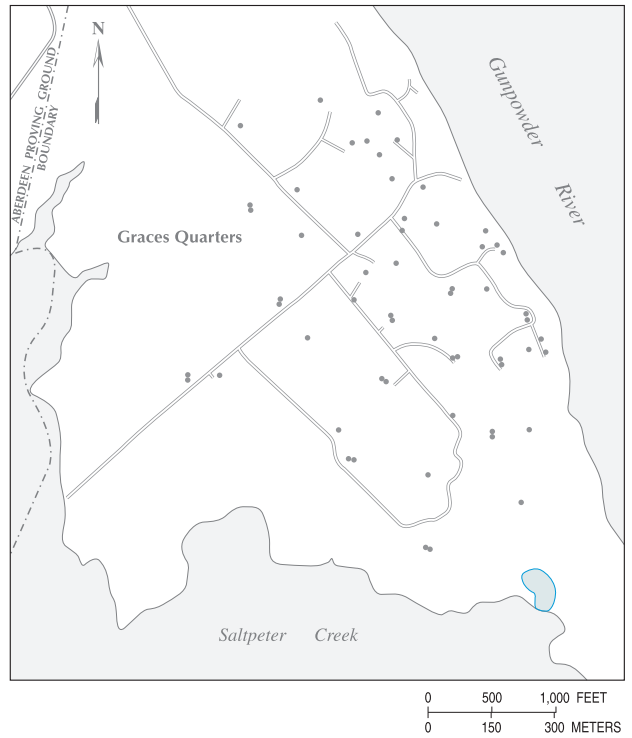 N
ABERDEEN PROVING GROUND
BOUNDARY
Gunpowder
River
Graces Quarters
Saltpeter Creek
0 500 1,000 FEET
0 150 300 METERS